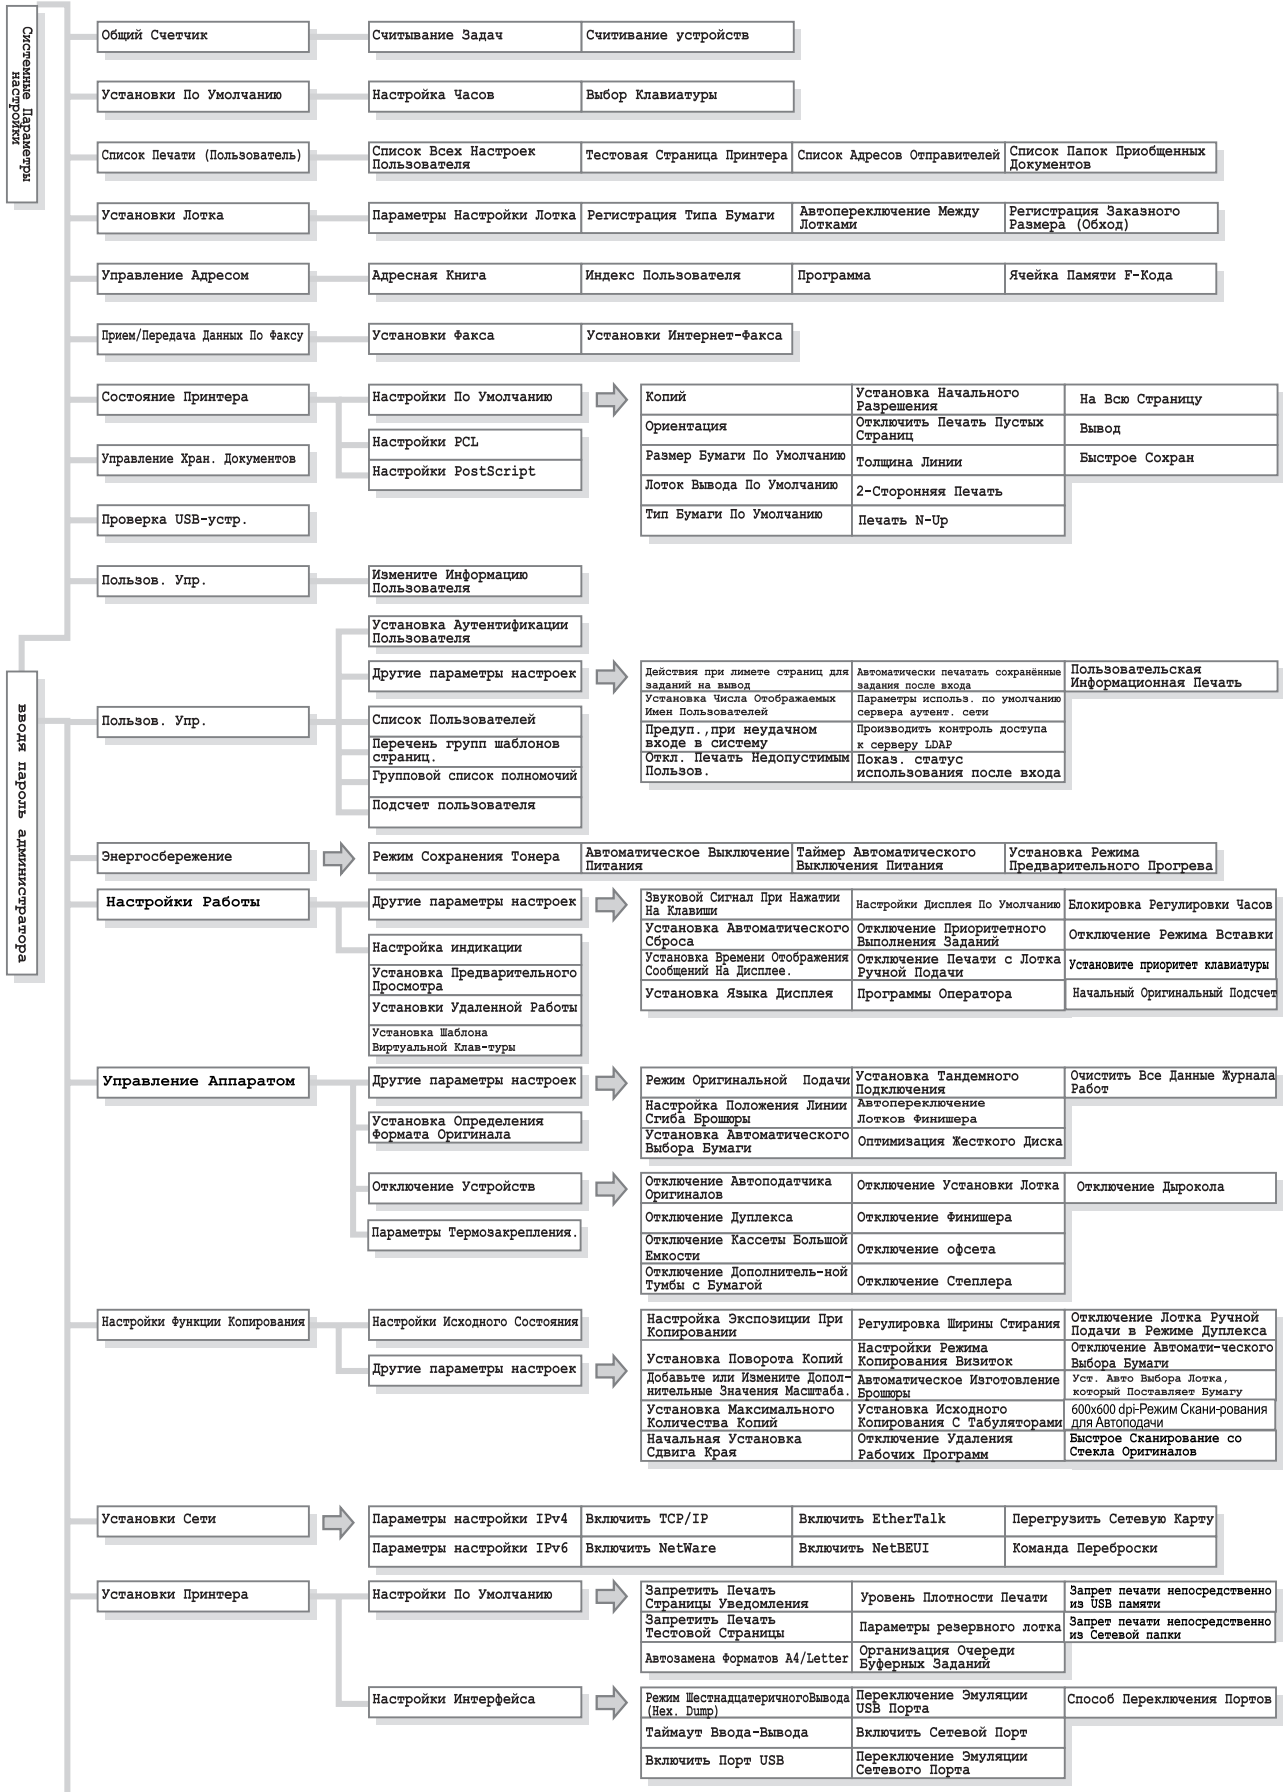 Системные Параметры
настройки
Общий Счетчик
Считывание Задач
Считивание устройств
Установки По Умолчанию
Настройка Часов
Выбор Клавиатуры
Список Печати (Пользователь)
Список Всех Настроек
Пользователя
Тестовая Страница Принтера
Список Адресов Отправителей
Список Папок Приобщенных
Документов
Установки Лотка
Параметры Настройки Лотка
Регистрация Типа Бумаги
Автопереключение Между
Лотками
Регистрация Заказного
Размера (Обход)
Управление Адресом
Адресная Книга
Индекс Пользователя
Программа
Ячейка Памяти F-Кода
Прием/Передача Данных По Факсу
Установки Факса
Установки Интернет-Факса
Состояние Принтера
Настройки По Умолчанию
Копий
Установка Начального
Разрешения
На Всю Страницу
Ориентация
Отключить Печать Пустых
Страниц
Вывод
Размер Бумаги По Умолчанию
Толщина Линии
Быстрое Сохран
Лоток Вывода По Умолчанию
2-Сторонняя Печать
Тип Бумаги По Умолчанию
Печать N-Up
Настройки PCL
Настройки PostScript
Управление Хран. Документов
Проверка USB-устр.
Пользов. Упр.
Измените Информацию
Пользователя
вводя пароль администратора
Пользов. Упр.
Установка Аутентификации
Пользователя
Другие параметры настроек
Действия при лимете страниц для
заданий на вывод
Автоматически печатать сохранённые
задания после входа
Пользовательская
Информационная Печать
Установка Числа Отображаемых
Имен Пользователей
Параметры использ. по умолчанию
сервера аутент. сети
Предуп.,при неудачном
входе в систему
Производить контроль доступа
к серверу LDAP
Откл. Печать Недопустимым
Пользов.
Показ. статус
использования после входа
Список Пользователей
Перечень групп шаблонов
страниц.
Групповой список полномочий
Подсчет пользователя
Энергосбережение
Режим Сохранения Тонера
Автоматическое Выключение
Питания
Таймер Автоматического
Выключения Питания
Установка Режима
Предварительного Прогрева
Настройки Работы
Другие параметры настроек
Звуковой Сигнал При Нажатии
На Клавиши
Настройки Дисплея По Умолчанию
Блокировка Регулировки Часов
Установка Автоматического
Сброса
Отключение Приоритетного
Выполнения Заданий
Отключение Режима Вставки
Установка Времени Отображения
Сообщений На Дисплее.
Отключение Печати с Лотка
Ручной Подачи
Установите приоритет клавиатуры
Установка Языка Дисплея
Программы Оператора
Начальный Оригинальный Подсчет
Настройка индикации
Установка Предварительного
Просмотра
Установки Удаленной Работы
Установка Шаблона
Виртуальной Клав-туры
Управление Аппаратом
Другие параметры настроек
Режим Оригинальной Подачи
Установка Тандемного
Подключения
Очистить Все Данные Журнала
Работ
Настройка Положения Линии
Сгиба Брошюры
Автопереключение
Лотков Финишера
Установка Автоматического
Выбора Бумаги
Оптимизация Жесткого Диска
Установка Определения
Формата Оригинала
Отключение Устройств
Отключение Автоподатчика
Оригиналов
Отключение Установки Лотка
Отключение Дырокола
Отключение Дуплекса
Отключение Финишера
Отключение Кассеты Большой
Емкости
Отключение офсета
Отключение Дополнитель-ной
Тумбы с Бумагой
Отключение Степлера
Параметры Термозакрепления.
Настройки Функции Копирования
Настройки Исходного Состояния
Другие параметры настроек
Настройка Экспозиции При
Копировании
Регулировка Ширины Стирания
Отключение Лотка Ручной
Подачи в Режиме Дуплекса
Установка Поворота Копий
Настройки Режима
Копирования Визиток
Отключение Автомати-ческого
Выбора Бумаги
Добавьте или Измените Допол-
нительные Значения Масштаба.
Автоматическое Изготовление
Брошюры
Уст. Авто Выбора Лотка,
который Поставляет Бумагу
Установка Максимального
Количества Копий
Установка Исходного
Копирования С Табуляторами
600x600 dpi-Режим Скани-рования
для Автоподачи
Начальная Установка
Сдвига Края
Отключение Удаления
Рабочих Программ
Быстрое Сканирование со
Стекла Оригиналов
Установки Сети
Параметры настройки IPv4
Включить TCP/IP
Включить EtherTalk
Перегрузить Сетевую Карту
Параметры настройки IPv6
Включить NetWare
Включить NetBEUI
Команда Переброски
Установки Принтера
Настройки По Умолчанию
Запретить Печать
Страницы Уведомления
Уровень Плотности Печати
Запрет печати непосредственно
из USB памяти
Запретить Печать
Тестовой Страницы
Параметры резервного лотка
Запрет печати непосредственно
из Сетевой папки
Автозамена Форматов A4/Letter
Организация Очереди
Буферных Заданий
Настройки Интерфейса
Режим ШестнадцатеричногоВывода
(Hex. Dump)
Переключение Эмуляции
USB Порта
Способ Переключения Портов
Таймаут Ввода-Вывода
Включить Сетевой Порт
Включить Порт USB
Переключение Эмуляции
Сетевого Порта